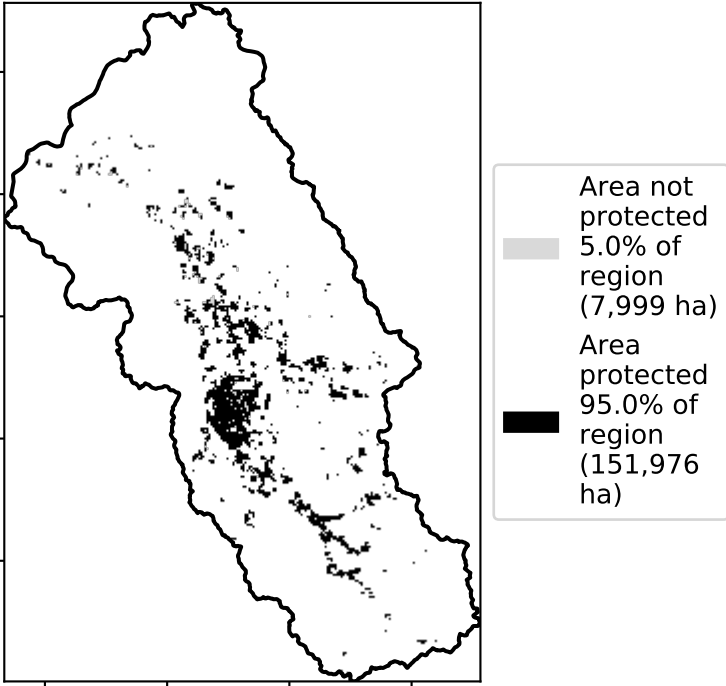 Area not
protected
5.0% of
region
(7,999 ha)
Area
protected
95.0% of
region
(151,976
ha)